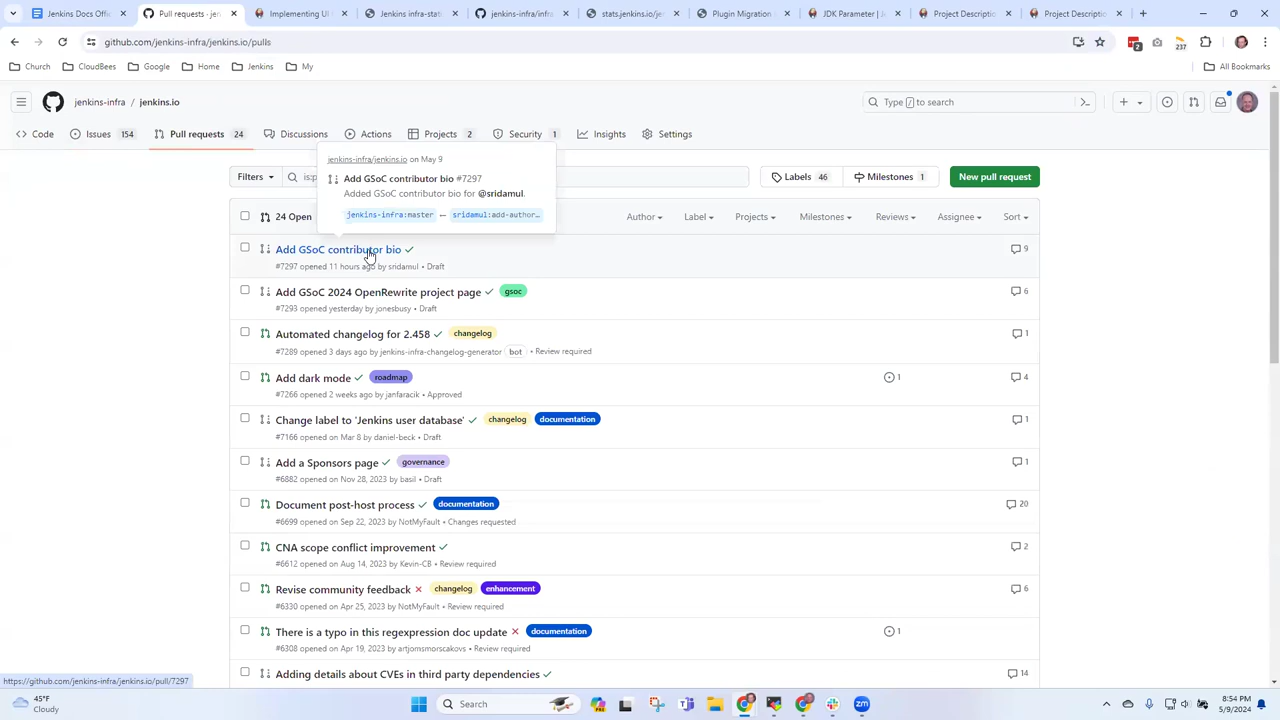 Jenkins Docs Offic
Pull requests · jen
Implementing UI
Jenkins infra-stati
jenkins-infra/infra
stats.jenkins.io/je
Plugin Migration
JDK Parameter | J
Project Descriptio
Project Descriptio
github.com/jenkins-infra/jenkins.io/pulls
2
237
Church
CloudBees
Google
Home
Jenkins
My
All Bookmarks
jenkins-infra / jenkins.io
Type / to search
Code
Issues 154
Pull requests 24
Discussions
Actions
Projects 2
Security 1
Insights
Settings
jenkins-infra/jenkins.io on May 9
Add GSoC contributor bio #7297
Added GSoC contributor bio for @sridamul.
jenkins-infra:master ← sridamul:add-author...
Filters
is:p
Labels 46
Milestones 1
New pull request
24 Open
Author
Label
Projects
Milestones
Reviews
Assignee
Sort
Add GSoC contributor bio
9
#7297 opened 11 hours ago by sridamul • Draft
Add GSoC 2024 OpenRewrite project page gsoc
6
#7293 opened yesterday by jonesbusy • Draft
Automated changelog for 2.458 changelog
1
#7289 opened 3 days ago by jenkins-infra-changelog-generator bot • Review required
Add dark mode roadmap
1
4
#7266 opened 2 weeks ago by janfaracik • Approved
Change label to 'Jenkins user database' changelog documentation
1
#7166 opened on Mar 8 by daniel-beck • Draft
Add a Sponsors page governance
1
#6882 opened on Nov 28, 2023 by basil • Draft
Document post-host process documentation
20
#6699 opened on Sep 22, 2023 by NotMyFault • Changes requested
CNA scope conflict improvement
2
#6612 opened on Aug 14, 2023 by Kevin-CB • Review required
Revise community feedback changelog enhancement
6
#6330 opened on Apr 25, 2023 by NotMyFault • Review required
There is a typo in this regexpression doc update documentation
1
#6308 opened on Apr 19, 2023 by artjomsmorscakovs • Review required
Adding details about CVEs in third party dependencies
14
https://github.com/jenkins-infra/jenkins.io/pull/7297
45°F
Cloudy
Search
8:54 PM
5/9/2024